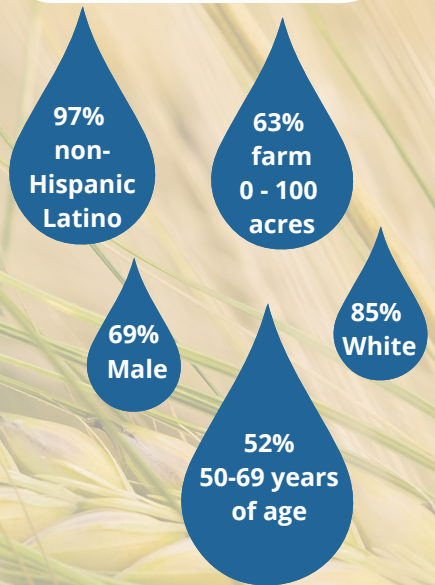 97%
non-
Hispanic
Latino
63%
farm
0 - 100
acres
69%
Male
85%
White
52%
50-69 years
of age